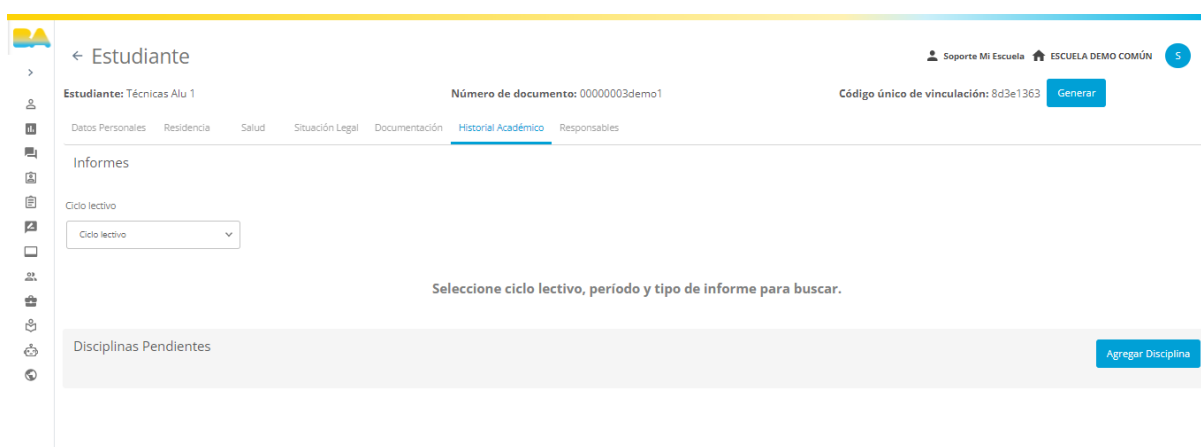 BA
← Estudiante
Soporte Mi Escuela ESCUELA DEMO COMÚN S
Estudiante: Técnicas Alu 1 Número de documento: 00000003demo1 Código único de vinculación: 8d3e1363 Generar
Datos Personales Residencia Salud Situación Legal Documentación Historial Académico Responsables
Informes
Ciclo lectivo
Ciclo lectivo
Seleccione ciclo lectivo, período y tipo de informe para buscar.
Disciplinas Pendientes Agregar Disciplina